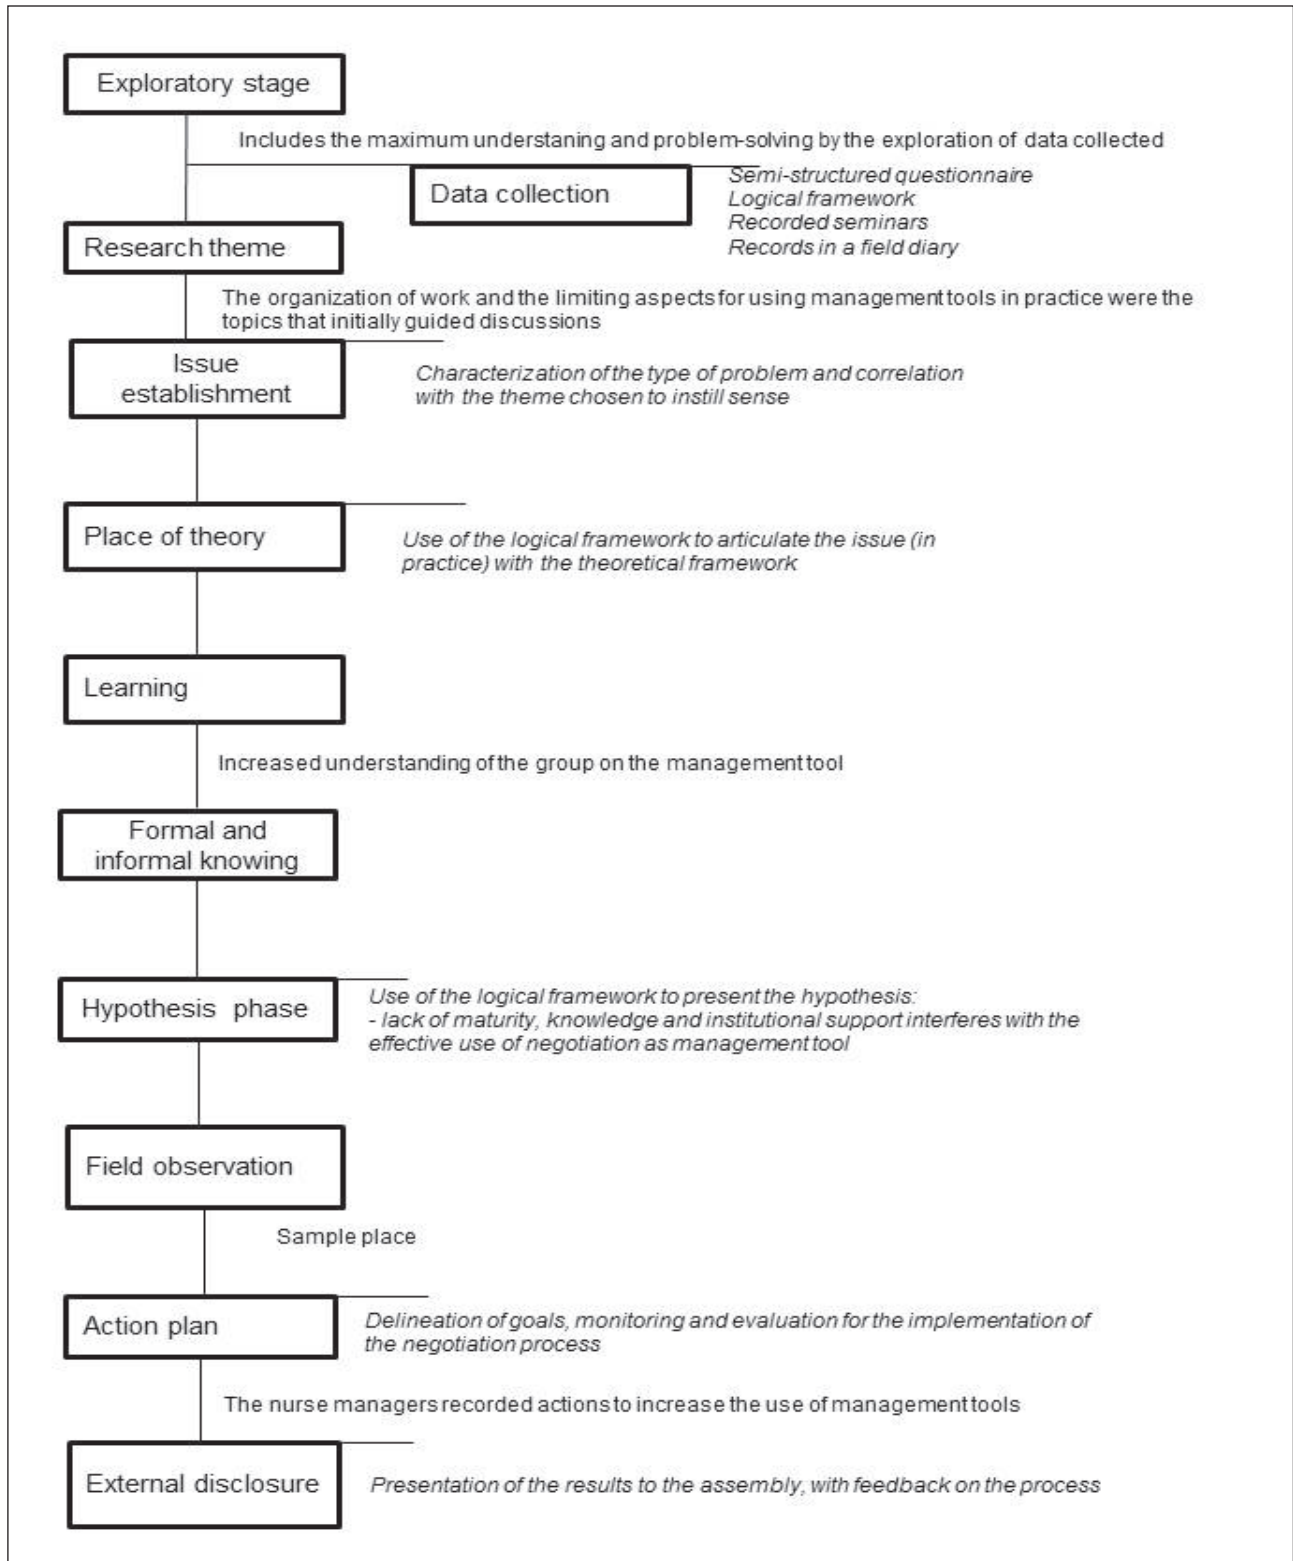 Exploratory stage
Includes the maximum understaning and problem-solving by the exploration of data collected
Data collection
Semi-structured questionnaire
Logical framework
Recorded seminars
Records in a field diary
Research theme
The organization of work and the limiting aspects for using management tools in practice were the
topics that initially guided discussions
Issue
establishment
Characterization of the type of problem and correlation
with the theme chosen to instill sense
Place of theory
Use of the logical framework to articulate the issue (in
practice) with the theoretical framework
Learning
Increased understanding of the group on the management tool
Formal and
informal knowing
Hypothesis phase
Use of the logical framework to present the hypothesis:
- lack of maturity, knowledge and institutional support interferes with the
effective use of negotiation as management tool
Field observation
Sample place
Action plan
Delineation of goals, monitoring and evaluation for the implementation of
the negotiation process
The nurse managers recorded actions to increase the use of management tools
External disclosure
Presentation of the results to the assembly, with feedback on the process